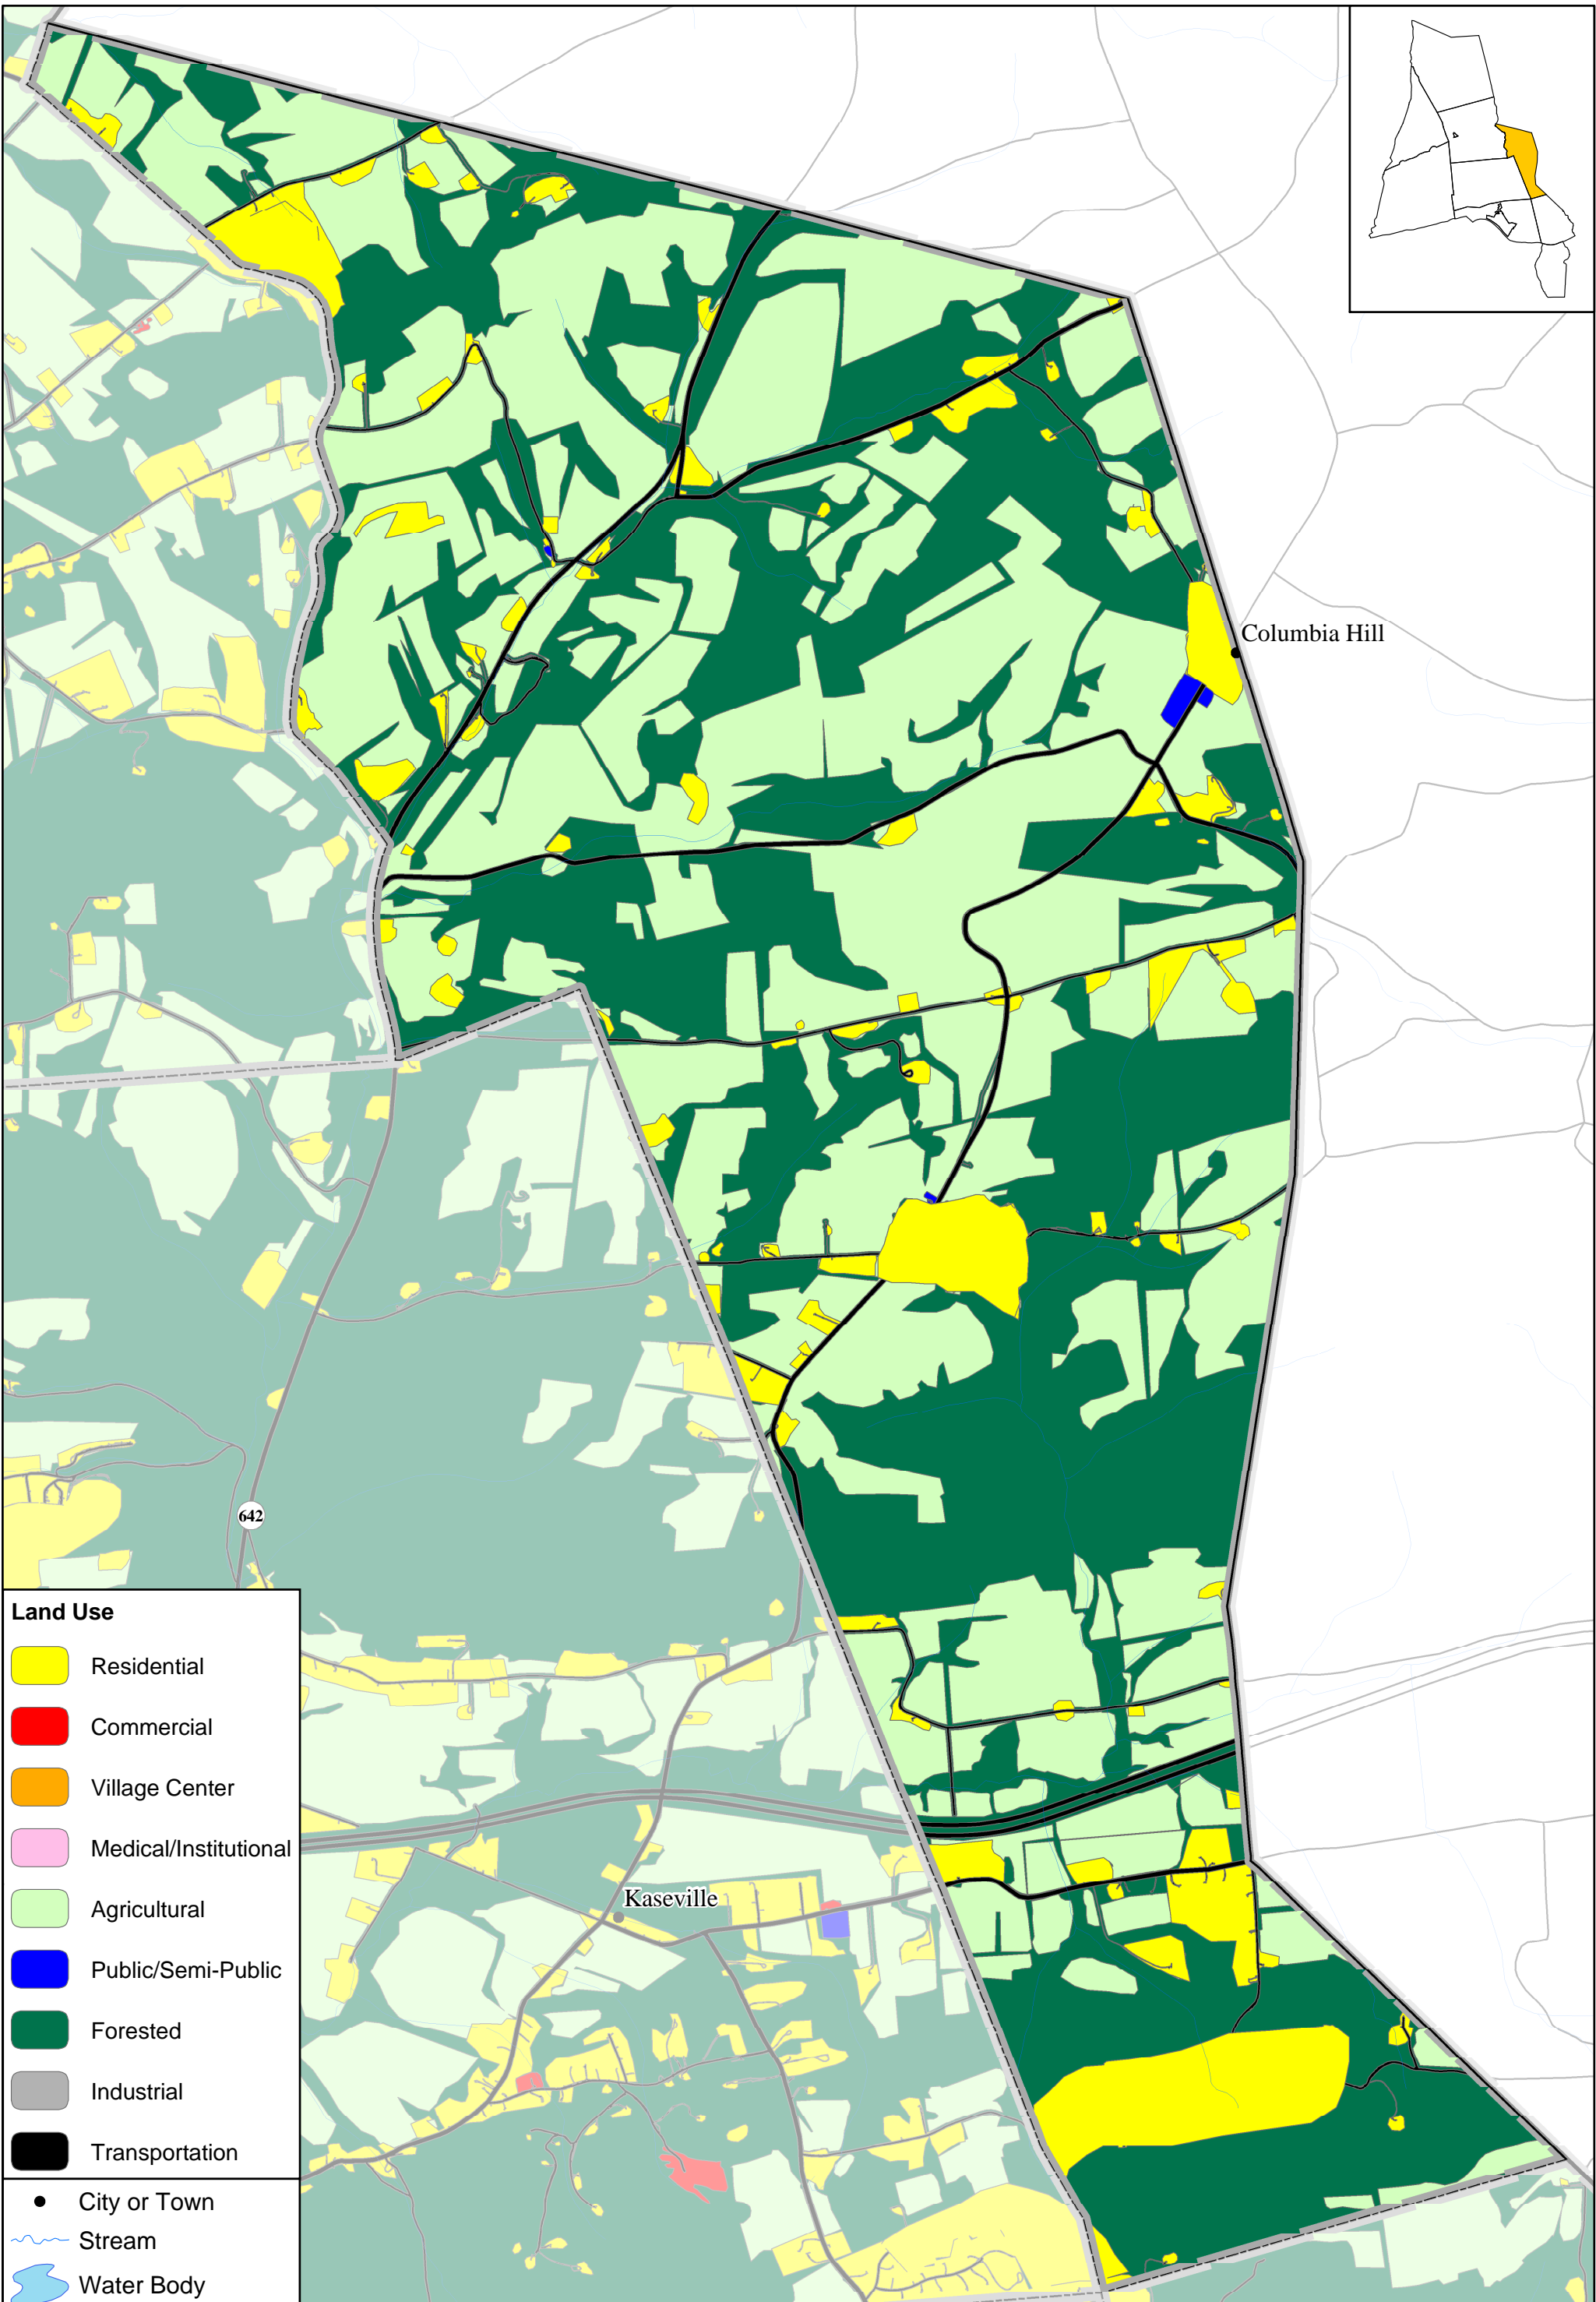 Columbia Hill
642
Kaseville
Land Use
Residential
Commercial
Village Center
Medical/Institutional
Agricultural
Public/Semi-Public
Forested
Industrial
Transportation
City or Town
Stream
Water Body